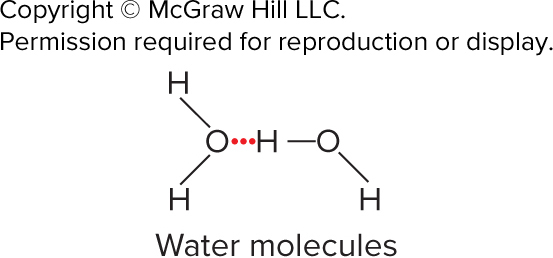 Copyright © McGraw Hill LLC.
Permission required for reproduction or display.
H
O H O
H H
Water molecules